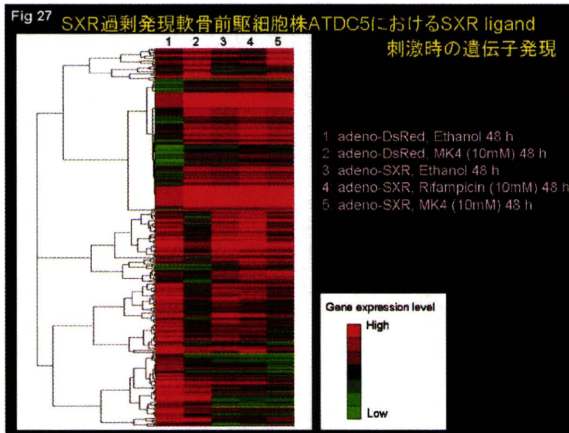 Fig 27
SXR過剰発現軟骨前駆細胞株ATDC5におけるSXR ligand
刺激時の遺伝子発現
1 2 3 4 5
1 adeno-DsRed, Ethanol 48 h
2 adeno-DsRed, MK4 (10mM) 48 h
3 adeno-SXR, Ethanol 48 h
4 adeno-SXR, Rifampicin (10mM) 48 h
5 adeno-SXR, MK4 (10mM) 48 h
Gene expression level
High
Low